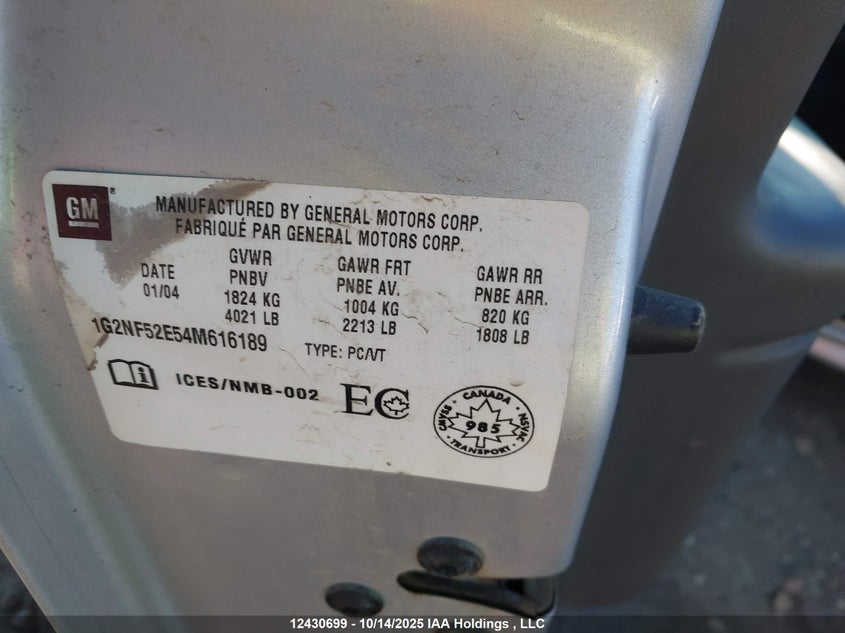 GM ®
MANUFACTURED BY GENERAL MOTORS CORP.
FABRIQUÉ PAR GENERAL MOTORS CORP.
DATE
01/04
GVWR
PNBV
1824 KG
4021 LB
GAWR FRT
PNBE AV.
1004 KG
2213 LB
GAWR RR
PNBE ARR.
820 KG
1808 LB
1G2NF52E54M616189
TYPE: PC/VT
i ICES/NMB-002 EC
CANADA
CMVSS 985 NSVAC
TRANSPORT
12430699 - 10/14/2025 IAA Holdings , LLC